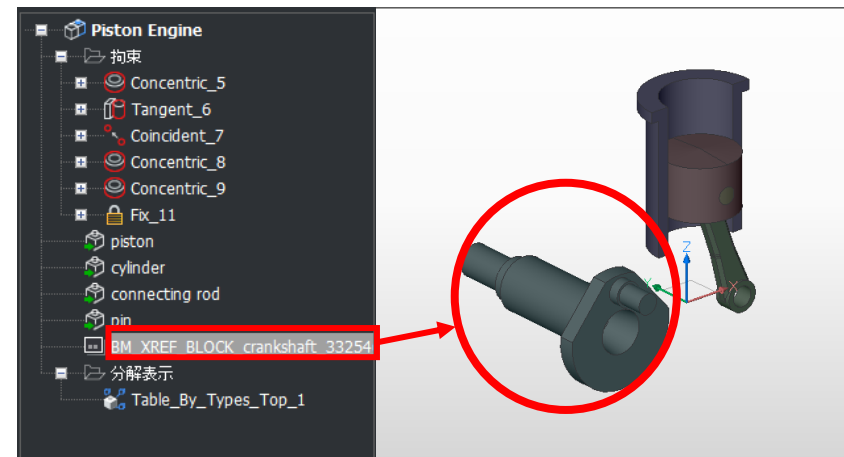 Piston Engine
拘束
Concentric_5
Tangent_6
Coincident_7
Concentric_8
Concentric_9
Fix_11
piston
cylinder
connecting rod
pin
BM_XREF_BLOCK_crankshaft_33254
分解表示
Table_By_Types_Top_1
Z
Y
X